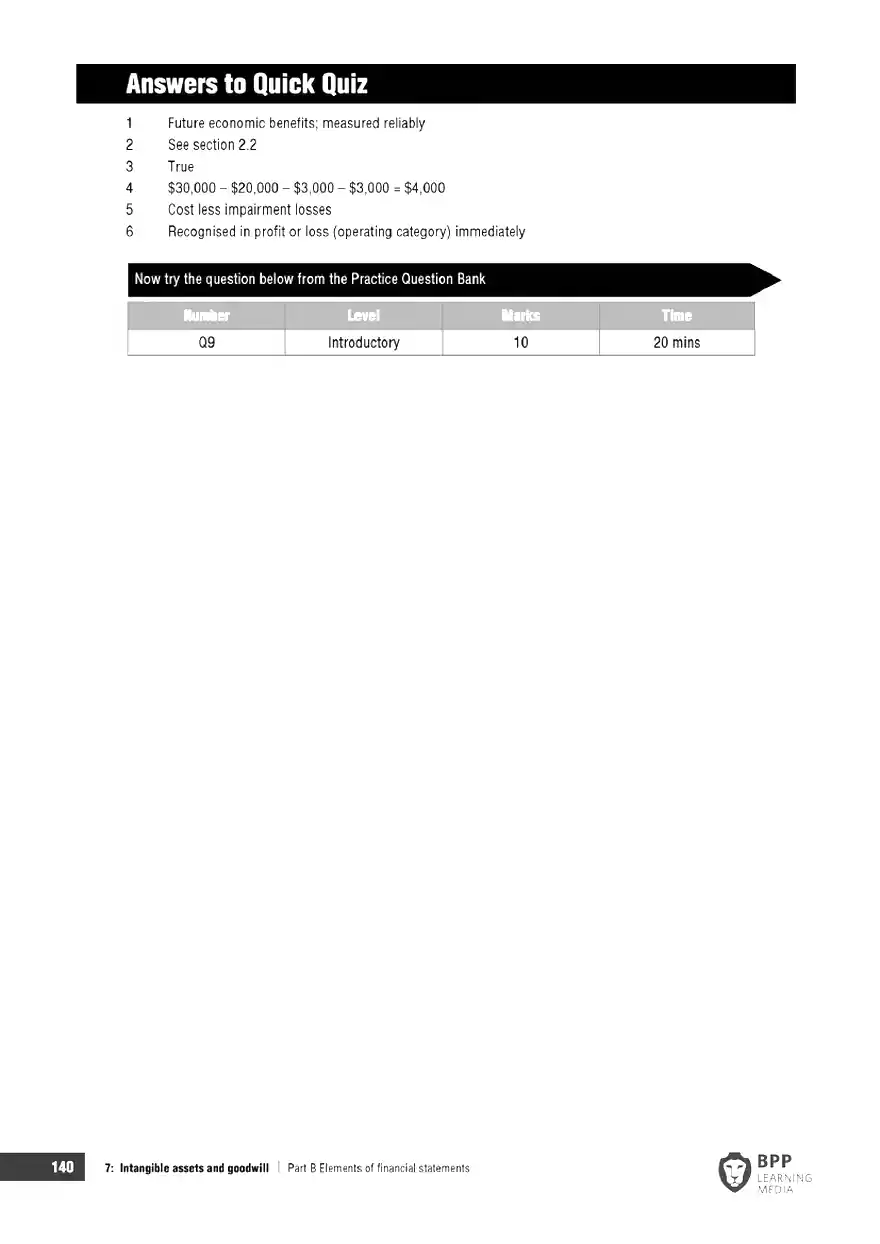 Answers to Quick Quiz
1 Future economic benefits; measured reliably
2 See section 2.2
3 True
4 $30,000 – $20,000 – $3,000 – $3,000 = $4,000
5 Cost less impairment losses
6 Recognised in profit or loss (operating category) immediately
Now try the question below from the Practice Question Bank
Number Level Marks Time
Q9 Introductory 10 20 mins
140 7: Intangible assets and goodwill | Part B Elements of financial statements
BPP
LEARNING
MEDIA